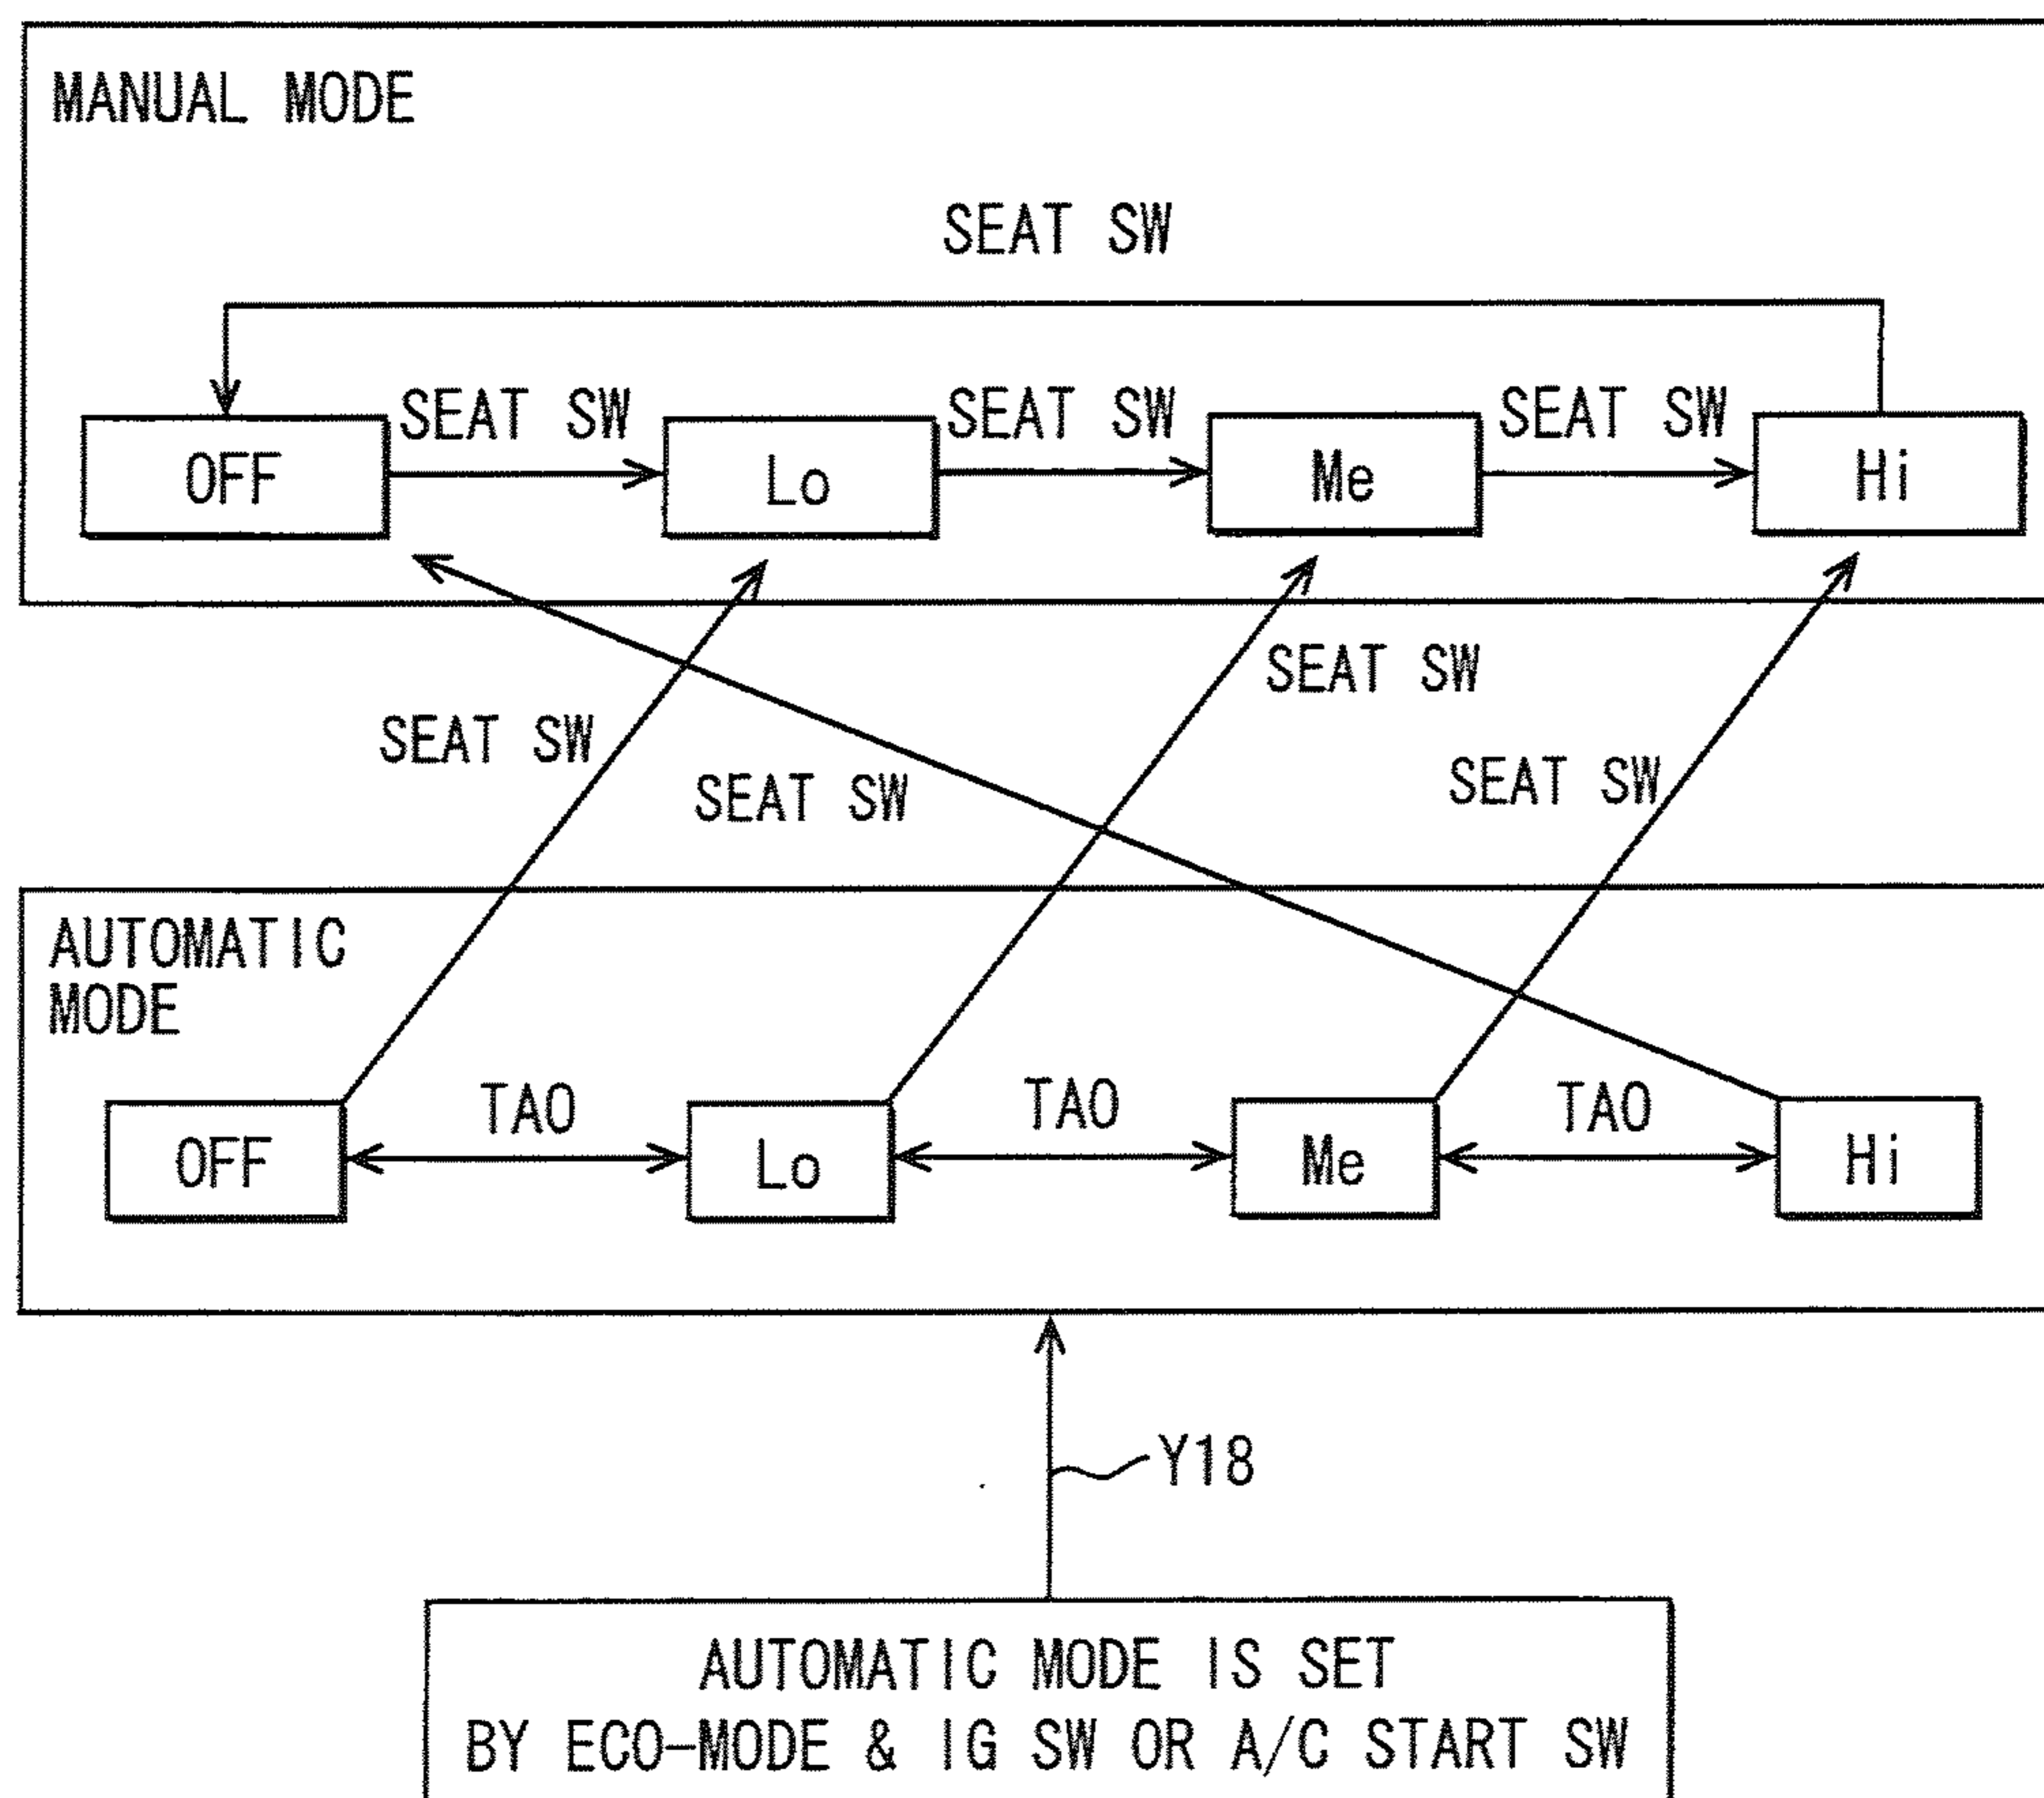 MANUAL MODE
SEAT SW
SEAT SW
SEAT SW
SEAT SW
OFF
Lo
Me
Hi
SEAT SW
SEAT SW
SEAT SW
SEAT SW
AUTOMATIC
MODE
TAO
TAO
TAO
OFF
Lo
Me
Hi
Y18
AUTOMATIC MODE IS SET
BY ECO-MODE & IG SW OR A/C START SW